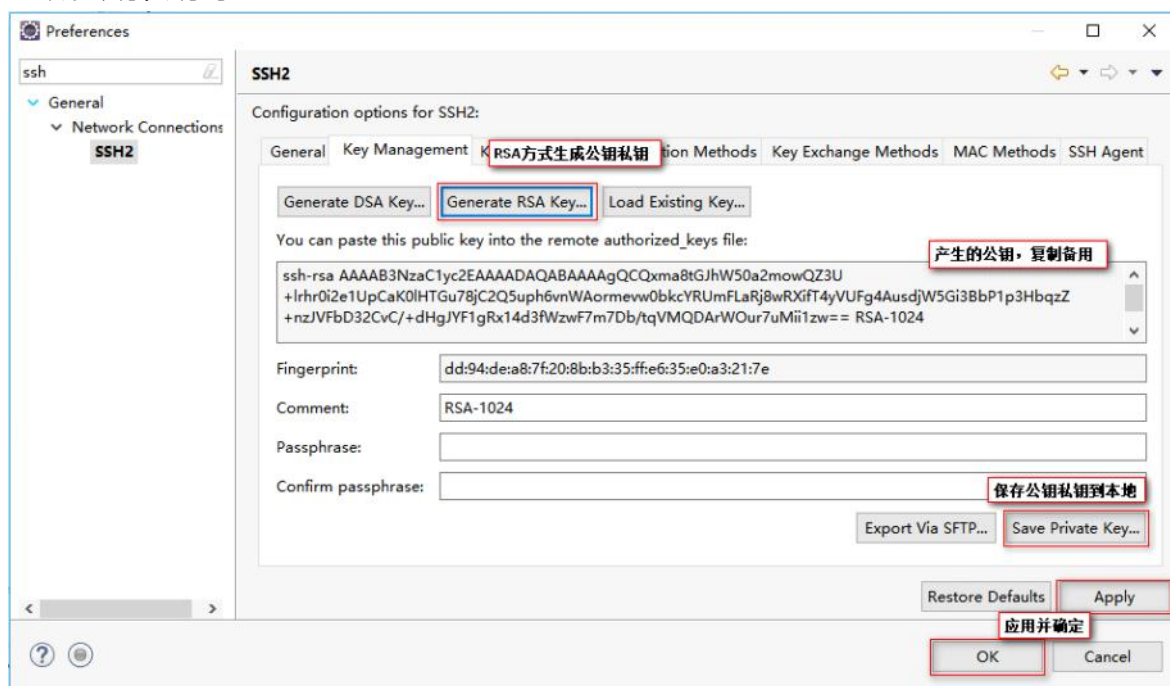 Preferences
ssh
SSH2
General
Network Connections
SSH2
Configuration options for SSH2:
General Key Management K RSA方式生成公钥私钥 tion Methods Key Exchange Methods MAC Methods SSH Agent
Generate DSA Key... Generate RSA Key... Load Existing Key...
You can paste this public key into the remote authorized_keys file:
产生的公钥，复制备用
ssh-rsa AAAAB3NzaC1yc2EAAAADAQABAAAAgQCQxma8tGJhW50a2mowQZ3U
+lrhr0i2e1UpCaK0lHTGu78jC2Q5uph6vnWAormevw0bkcYRUmFLaRj8wRXifT4yVUFg4AusdjW5Gi3BbP1p3HbqzZ
+nzJVFbD32CvC/+dHgJYF1gRx14d3fWzwF7m7Db/tqVMQDArWOur7uMii1zw== RSA-1024
Fingerprint: dd:94:de:a8:7f:20:8b:b3:35:ff:e6:35:e0:a3:21:7e
Comment: RSA-1024
Passphrase:
Confirm passphrase:
保存公钥私钥到本地
Export Via SFTP... Save Private Key...
Restore Defaults Apply
应用并确定
OK Cancel